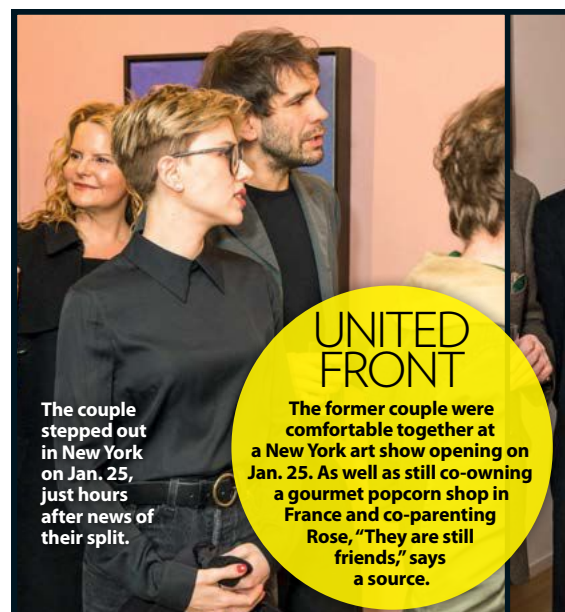 The couple
stepped out
in New York
on Jan. 25,
just hours
after news of
their split.
UNITED
FRONT
The former couple were
comfortable together at
a New York art show opening on
Jan. 25. As well as still co-owning
a gourmet popcorn shop in
France and co-parenting
Rose, “They are still
friends,” says
a source.